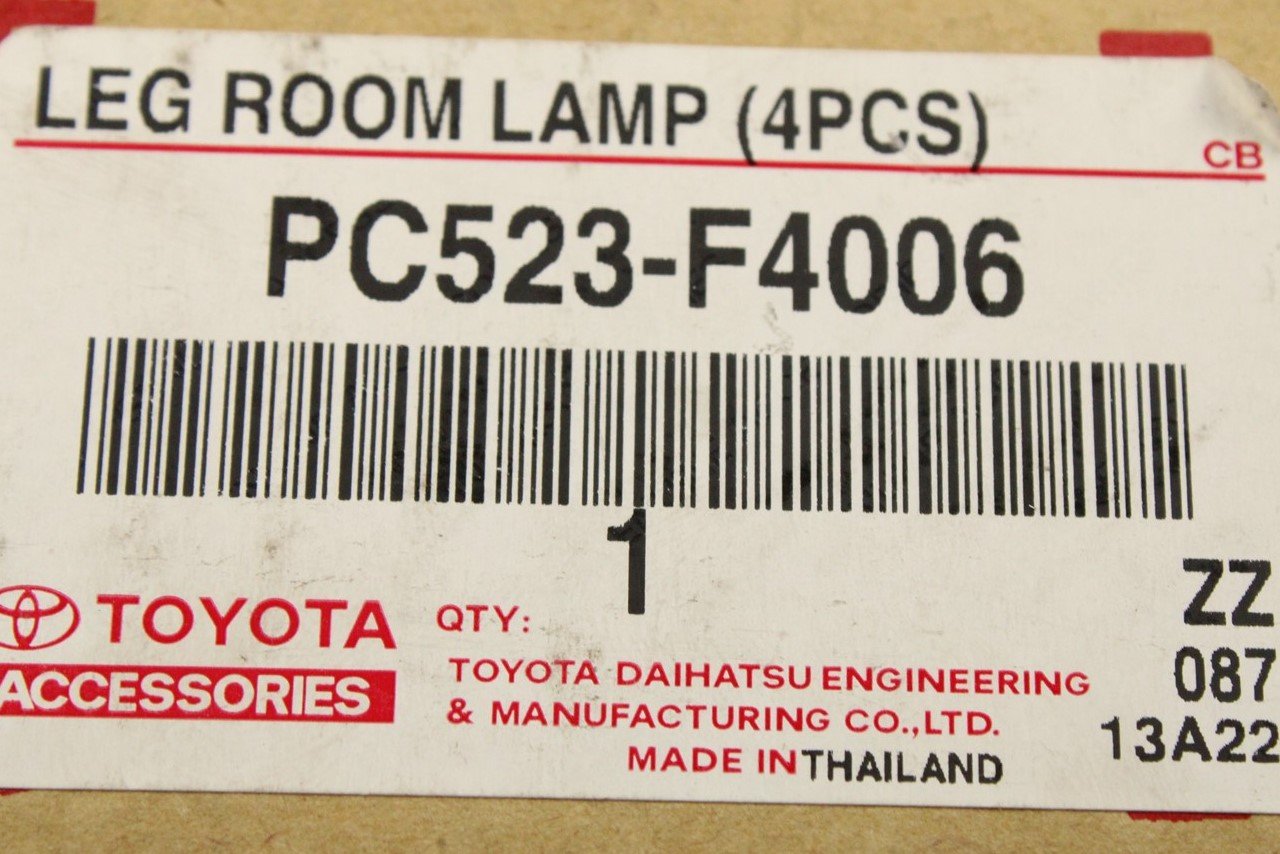 LEG ROOM LAMP (4PCS)
CB
PC523-F4006
1
ZZ
TOYOTA
QTY:
087
ACCESSORIES
TOYOTA DAIHATSU ENGINEERING
& MANUFACTURING CO.,LTD.
13A22
MADE IN THAILAND